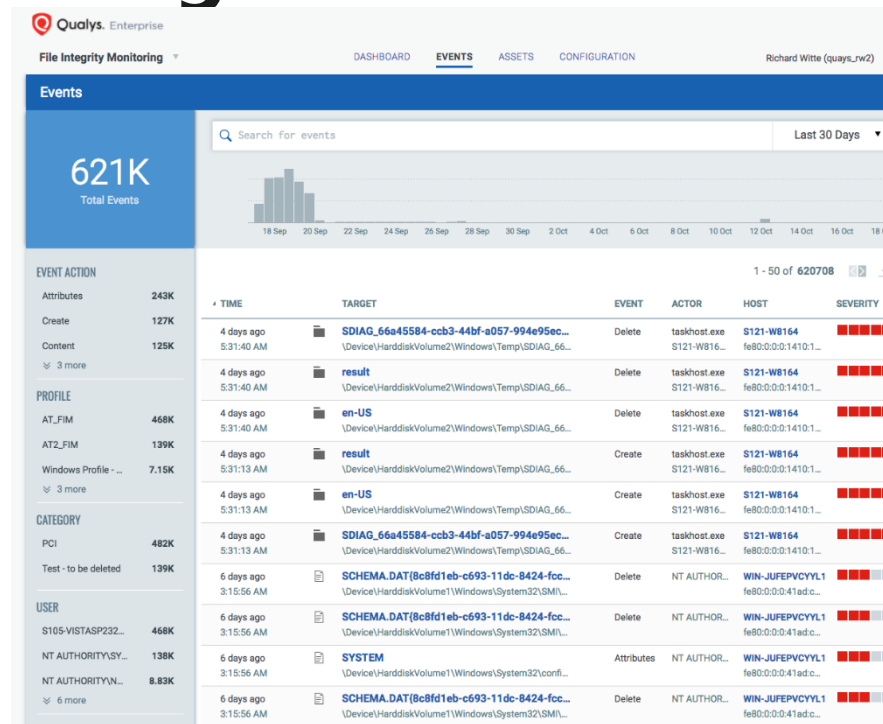 Qualys. Enterprise
File Integrity Monitoring
DASHBOARD EVENTS ASSETS CONFIGURATION
Richard Witte (quays_rw2)
Events
621K
Total Events
Search for events
Last 30 Days
18 Sep 20 Sep 22 Sep 24 Sep 26 Sep 28 Sep 30 Sep 2 Oct 4 Oct 6 Oct 8 Oct 10 Oct 12 Oct 14 Oct 16 Oct 18
1 - 50 of 620708
EVENT ACTION
Attributes 243K
Create 127K
Content 125K
3 more
PROFILE
AT_FIM 468K
AT2_FIM 139K
Windows Profile - ... 7.15K
3 more
CATEGORY
PCI 482K
Test - to be deleted 139K
USER
S105-VISTASP232... 468K
NT AUTHORITY\SY... 138K
NT AUTHORITY\N... 8.83K
6 more
TIME TARGET EVENT ACTOR HOST SEVERITY
4 days ago SDIAG_66a45584-ccb3-44bf-a057-994e95ec... Delete taskhost.exe S121-W8164
5:31:40 AM \Device\HarddiskVolume2\Windows\Temp\SDIAG_66... S121-W816... fe80:0:0:0:1410:1...
4 days ago result Delete taskhost.exe S121-W8164
5:31:40 AM \Device\HarddiskVolume2\Windows\Temp\SDIAG_66... S121-W816... fe80:0:0:0:1410:1...
4 days ago en-US Delete taskhost.exe S121-W8164
5:31:40 AM \Device\HarddiskVolume2\Windows\Temp\SDIAG_66... S121-W816... fe80:0:0:0:1410:1...
4 days ago result Create taskhost.exe S121-W8164
5:31:13 AM \Device\HarddiskVolume2\Windows\Temp\SDIAG_66... S121-W816... fe80:0:0:0:1410:1...
4 days ago en-US Create taskhost.exe S121-W8164
5:31:13 AM \Device\HarddiskVolume2\Windows\Temp\SDIAG_66... S121-W816... fe80:0:0:0:1410:1...
4 days ago SDIAG_66a45584-ccb3-44bf-a057-994e95ec... Create taskhost.exe S121-W8164
5:31:13 AM \Device\HarddiskVolume2\Windows\Temp\SDIAG_66... S121-W816... fe80:0:0:0:1410:1...
6 days ago SCHEMA.DAT{8c8fd1eb-c693-11dc-8424-fcc... Delete NT AUTHOR... WIN-JUFEPVCYYL1
3:15:56 AM \Device\HarddiskVolume1\Windows\System32\SMI\... fe80:0:0:0:41ad:c...
6 days ago SCHEMA.DAT{8c8fd1eb-c693-11dc-8424-fcc... Delete NT AUTHOR... WIN-JUFEPVCYYL1
3:15:56 AM \Device\HarddiskVolume1\Windows\System32\SMI\... fe80:0:0:0:41ad:c...
6 days ago SYSTEM Attributes NT AUTHOR... WIN-JUFEPVCYYL1
3:15:56 AM \Device\HarddiskVolume1\Windows\System32\confi... fe80:0:0:0:41ad:c...
6 days ago SCHEMA.DAT{8c8fd1eb-c693-11dc-8424-fcc... Delete NT AUTHOR... WIN-JUFEPVCYYL1
3:15:56 AM \Device\HarddiskVolume1\Windows\System32\SMI\... fe80:0:0:0:41ad:c...